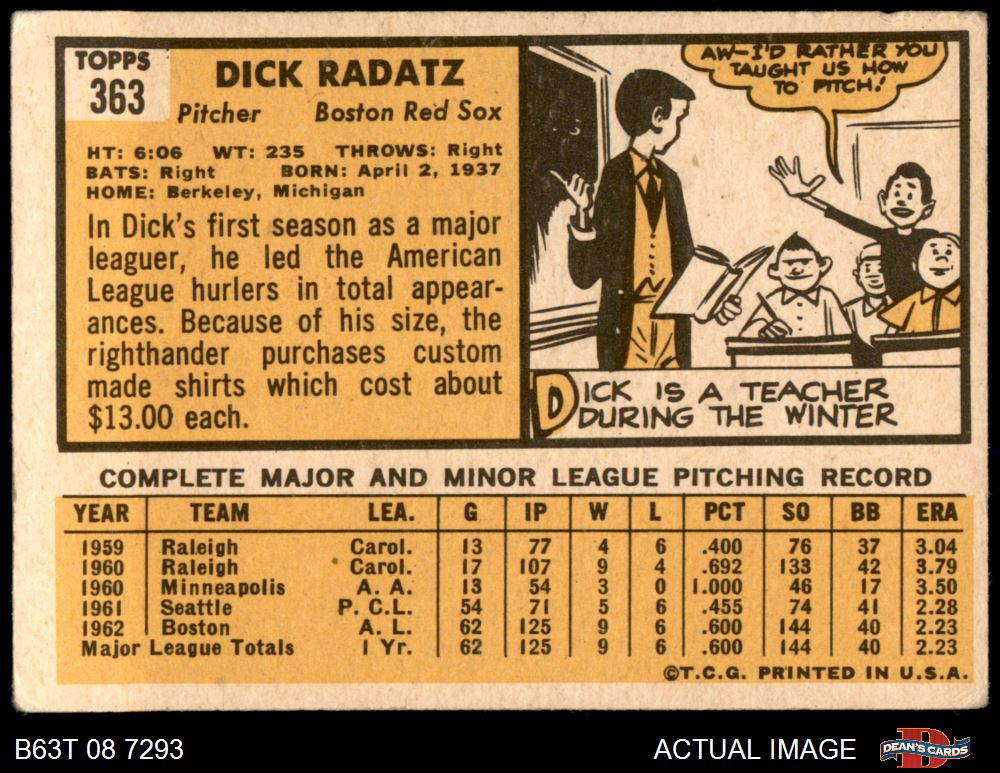 TOPPS
363
DICK RADATZ
Pitcher Boston Red Sox
HT: 6:06 WT: 235 THROWS: Right
BATS: Right BORN: April 2, 1937
HOME: Berkeley, Michigan
In Dick's first season as a major
leaguer, he led the American
League hurlers in total appear-
ances. Because of his size, the
righthander purchases custom
made shirts which cost about
$13.00 each.
AW-I'D RATHER YOU
TAUGHT US HOW
TO PITCH!
DICK IS A TEACHER
DURING THE WINTER
COMPLETE MAJOR AND MINOR LEAGUE PITCHING RECORD
YEAR TEAM LEA. G IP W L PCT SO BB ERA
1959 Raleigh Carol. 13 77 4 6 .400 76 37 3.04
1960 Raleigh Carol. 17 107 9 4 .692 133 42 3.79
1960 Minneapolis A. A. 13 54 3 0 1.000 46 17 3.50
1961 Seattle P. C. L. 54 71 5 6 .455 74 41 2.28
1962 Boston A. L. 62 125 9 6 .600 144 40 2.23
Major League Totals 1 Yr. 62 125 9 6 .600 144 40 2.23
©T.C.G. PRINTED IN U.S.A.
B63T 08 7293 ACTUAL IMAGE DEAN'S CARDS